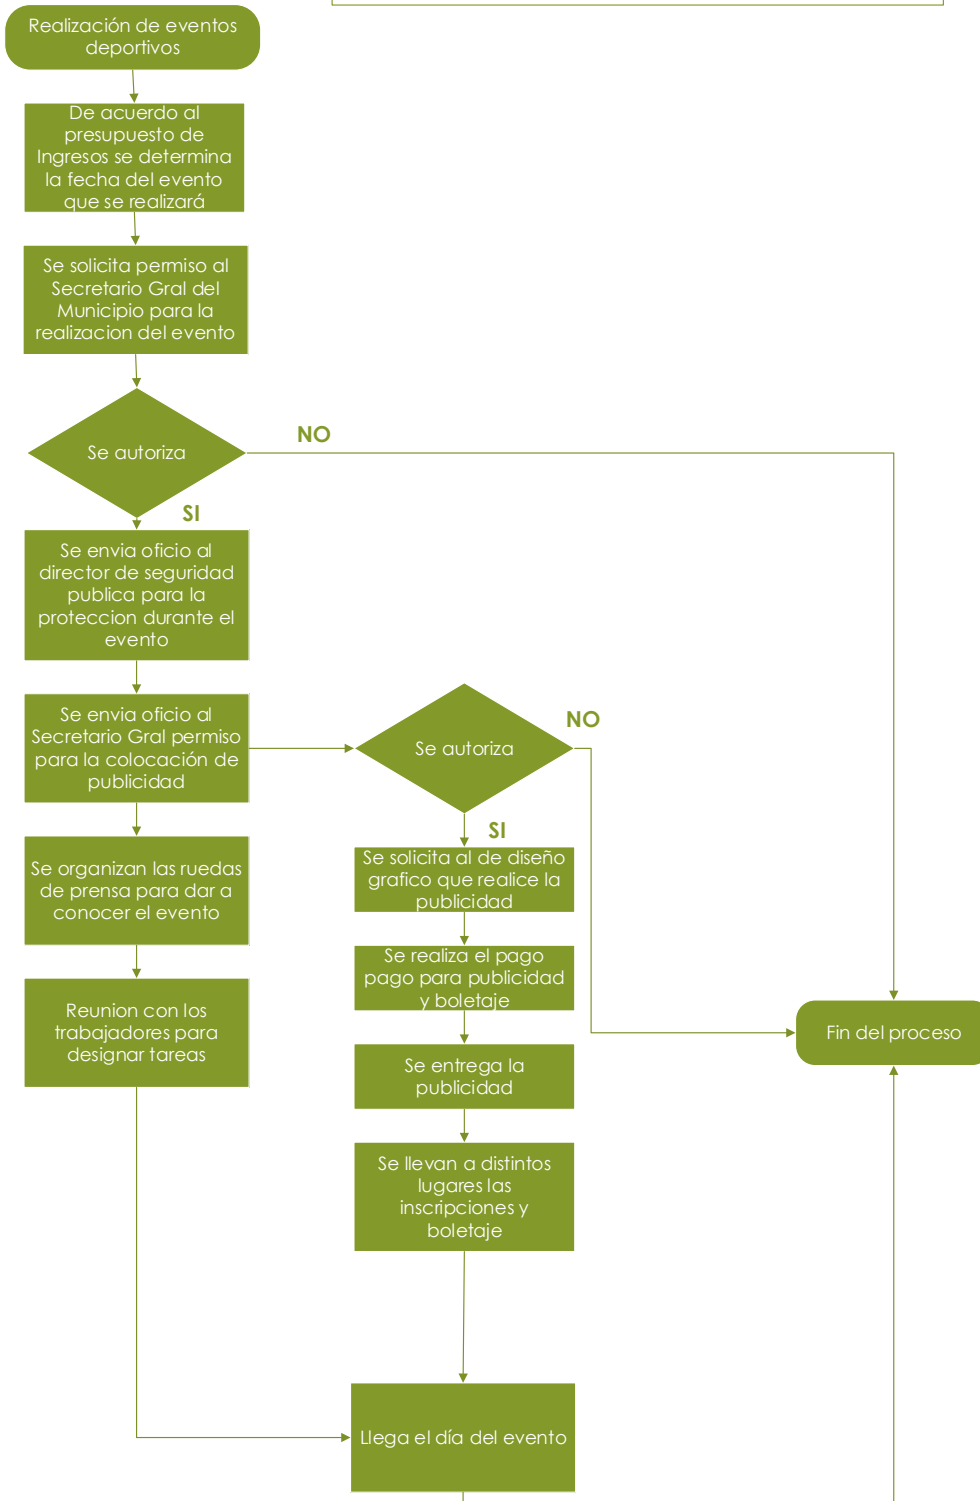 Realización de eventos
deportivos
De acuerdo al
presupuesto de
Ingresos se determina
la fecha del evento
que se realizará
Se solicita permiso al
Secretario Gral del
Municipio para la
realizacion del evento
Se autoriza
NO
SI
Se envia oficio al
director de seguridad
publica para la
proteccion durante el
evento
Se envia oficio al
Secretario Gral permiso
para la colocación de
publicidad
Se autoriza
NO
SI
Se organizan las ruedas
de prensa para dar a
conocer el evento
Se solicita al de diseño
grafico que realice la
publicidad
Se realiza el pago
pago para publicidad
y boletaje
Reunion con los
trabajadores para
designar tareas
Fin del proceso
Se entrega la
publicidad
Se llevan a distintos
lugares las
inscripciones y
boletaje
Llega el día del evento